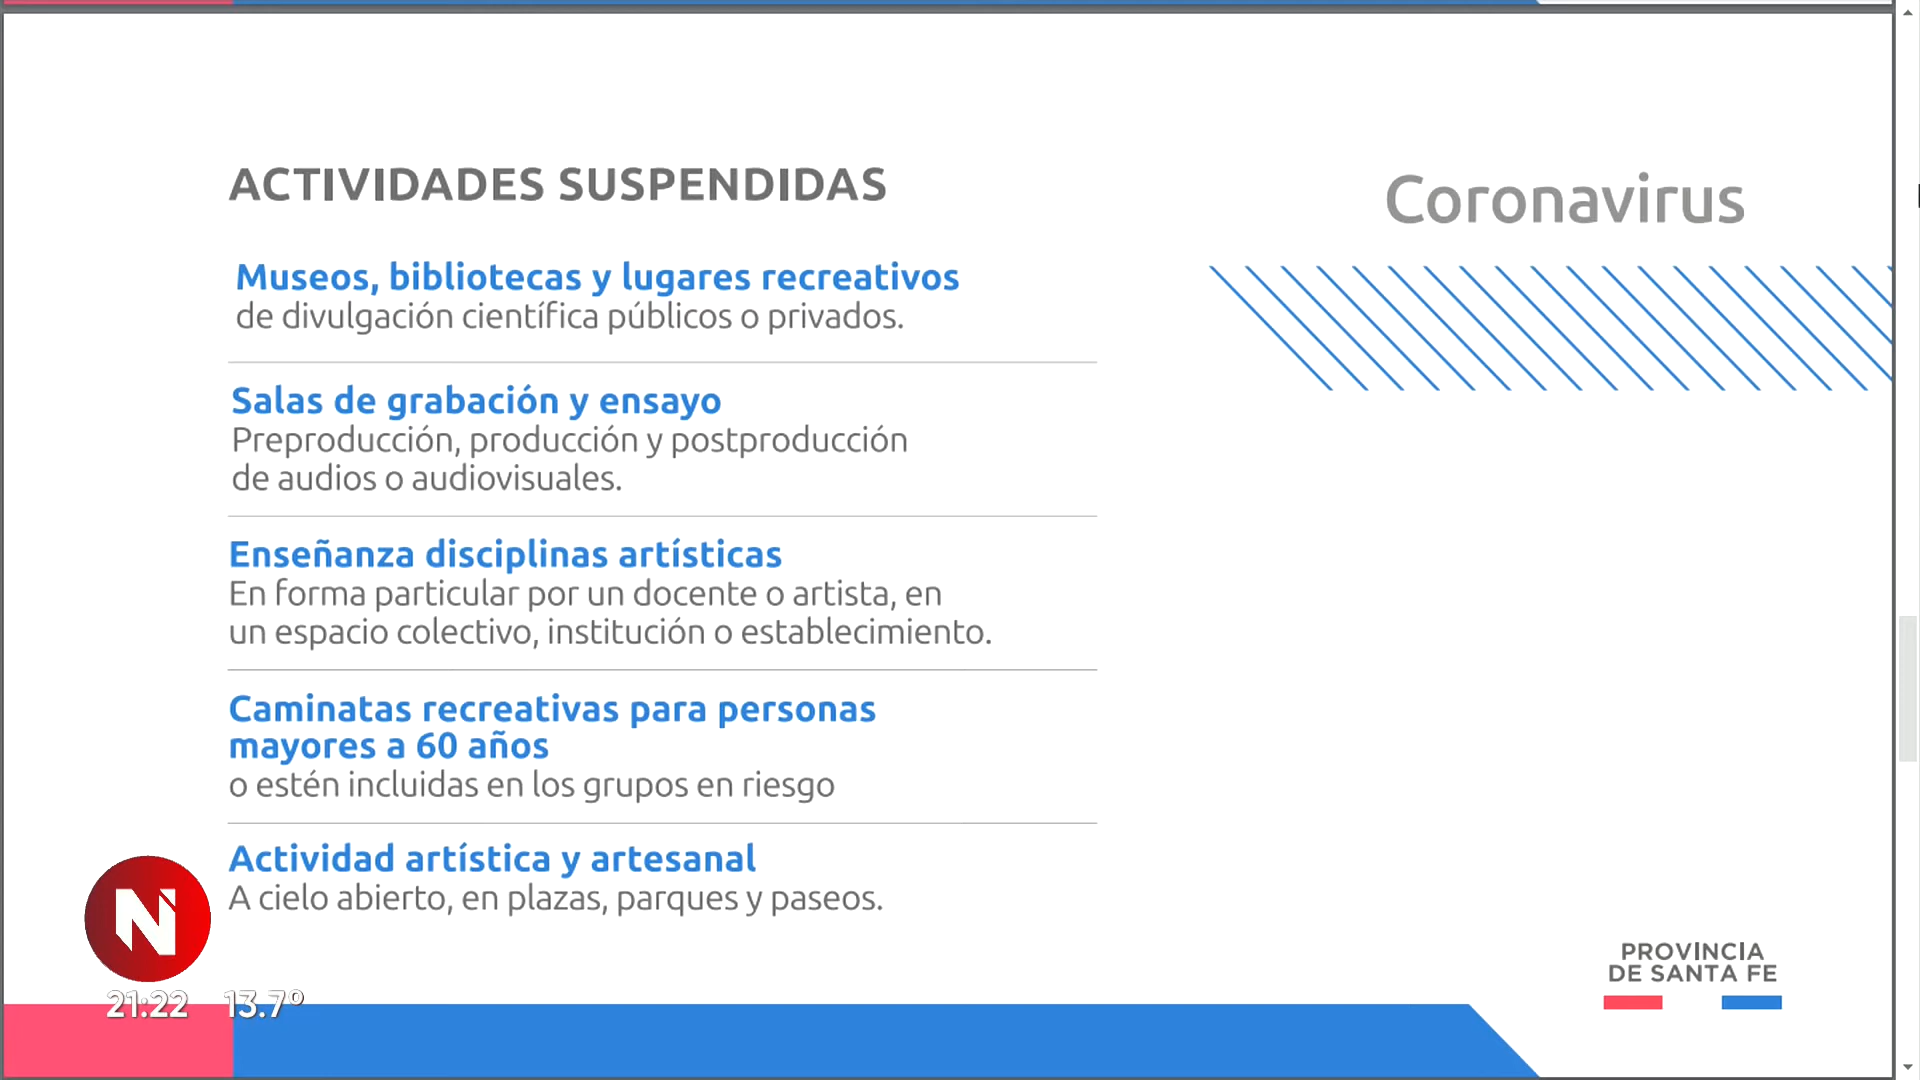 ACTIVIDADES SUSPENDIDAS
Coronavirus
Museos, bibliotecas y lugares recreativos
de divulgación científica públicos o privados.
Salas de grabación y ensayo
Preproducción, producción y postproducción
de audios o audiovisuales.
Enseñanza disciplinas artísticas
En forma particular por un docente o artista, en
un espacio colectivo, institución o establecimiento.
Caminatas recreativas para personas
mayores a 60 años
o estén incluidas en los grupos en riesgo
Actividad artística y artesanal
A cielo abierto, en plazas, parques y paseos.
N
21:22 13.7º
PROVINCIA
DE SANTA FE